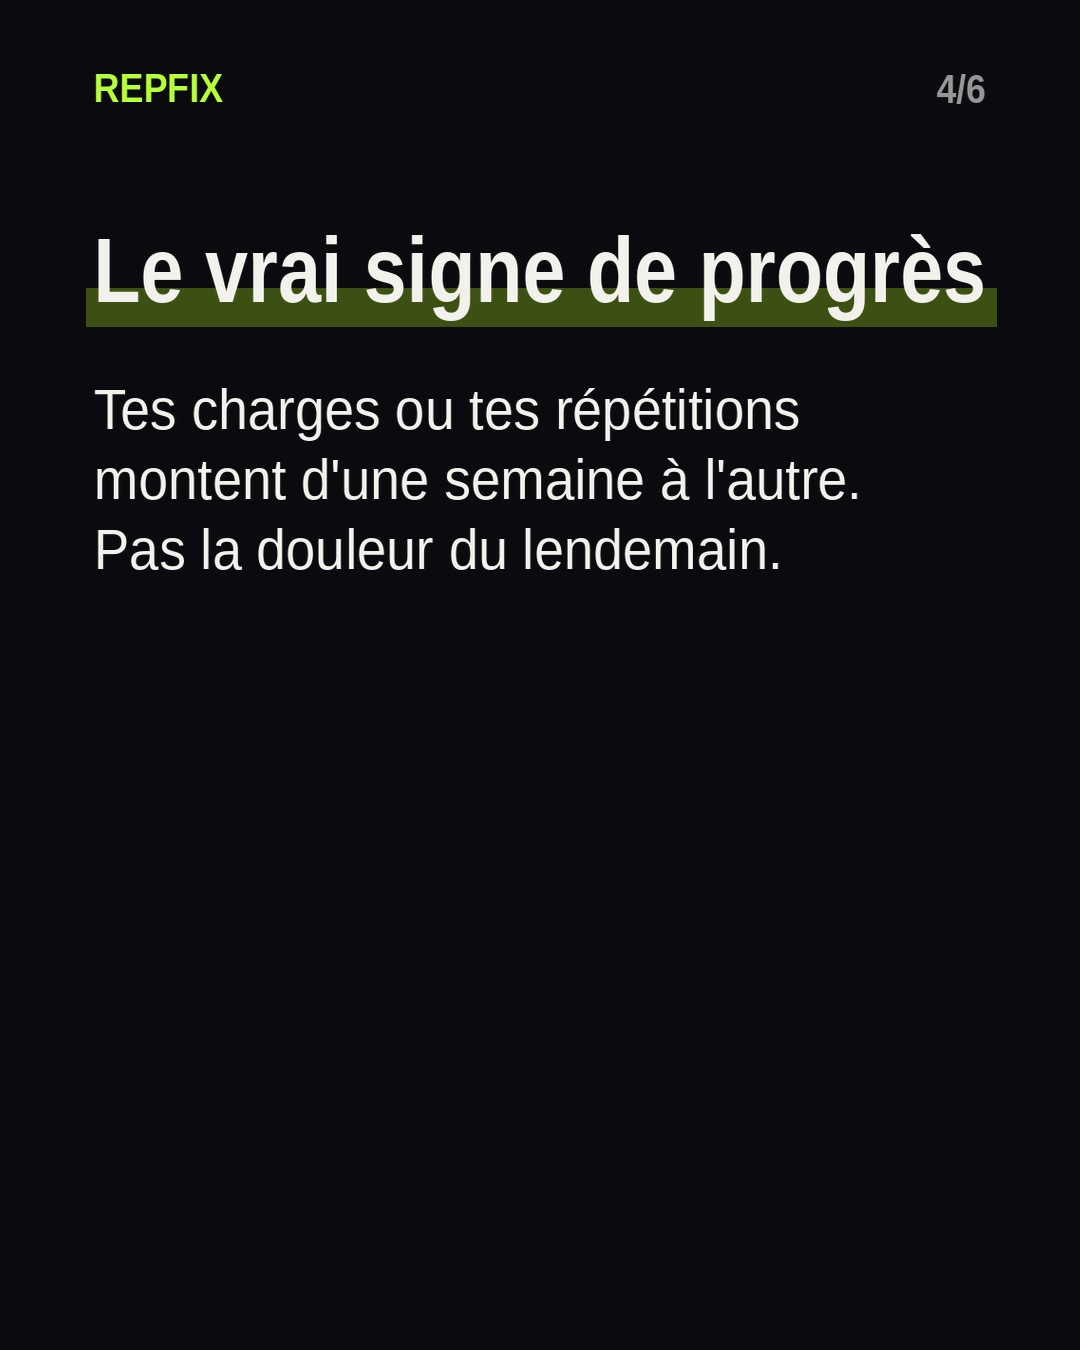 REPFIX
4/6
Le vrai signe de progrès
Tes charges ou tes répétitions
montent d'une semaine à l'autre.
Pas la douleur du lendemain.